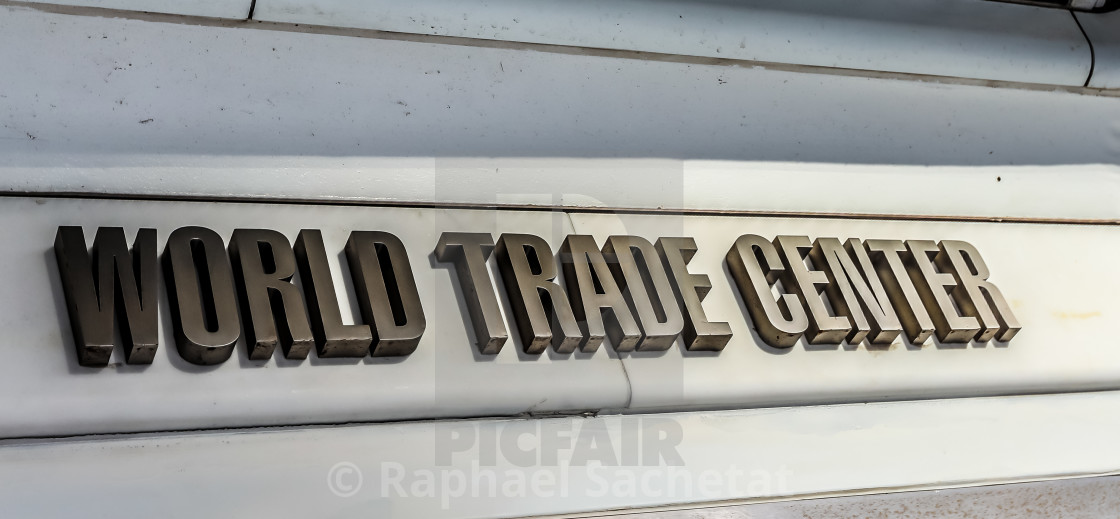 WORLD TRADE CENTER
PICFAIR
© Raphael Sachetat